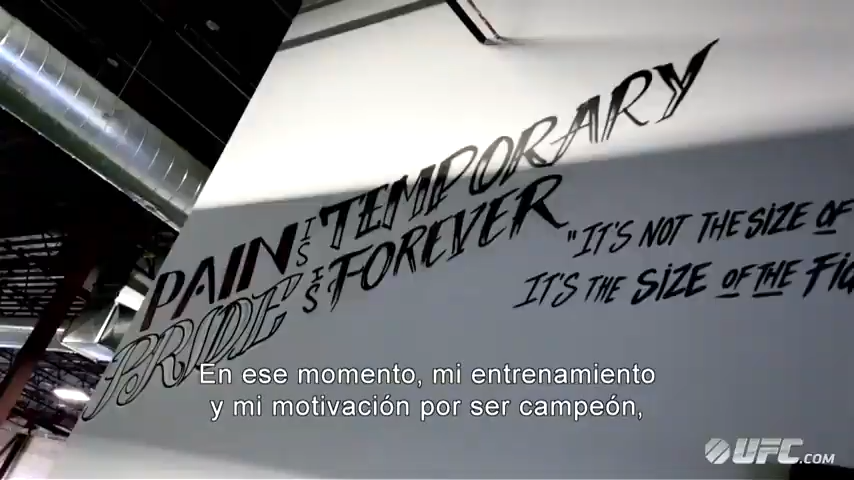 PAIN IS TEMPORARY
PRIDE IS FOREVER
"IT'S NOT THE SIZE OF
IT'S THE SIZE OF THE
En ese momento, mi entrenamiento
y mi motivación por ser campeón,
UFC.COM